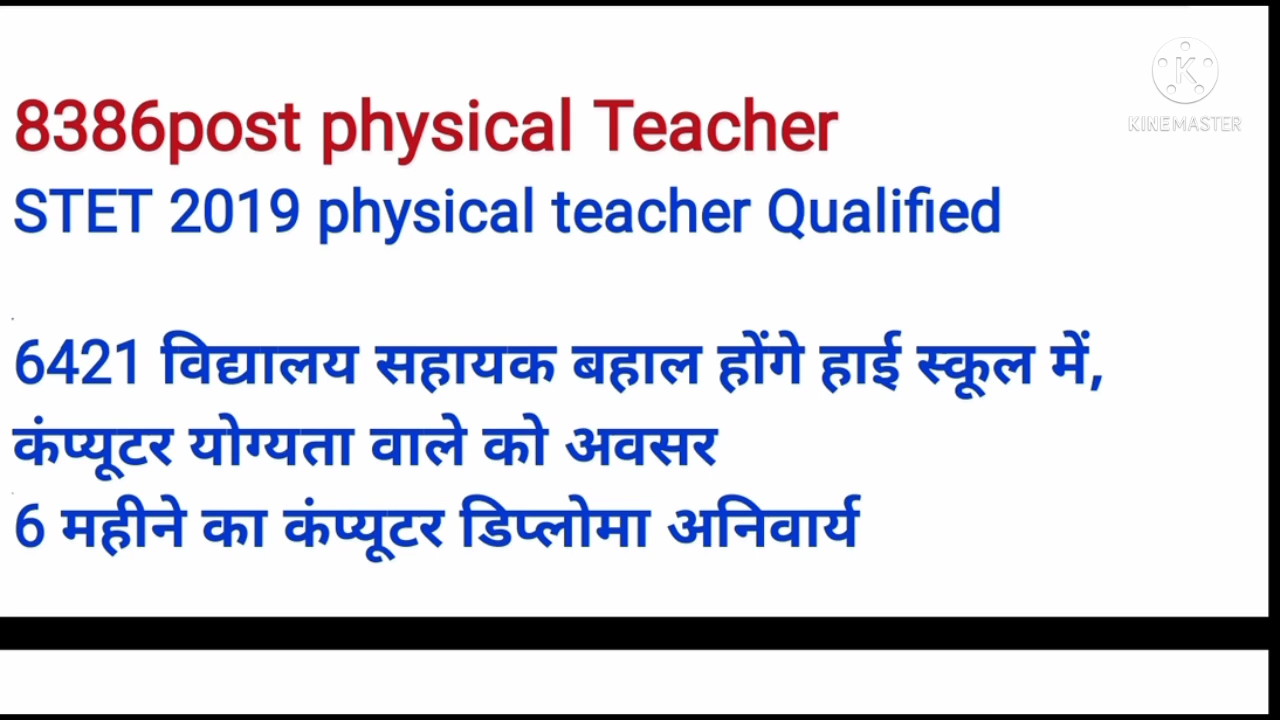 KINEMASTER
8386post physical Teacher
STET 2019 physical teacher Qualified
6421 विद्यालय सहायक बहाल होंगे हाई स्कूल में,
कंप्यूटर योग्यता वाले को अवसर
6 महीने का कंप्यूटर डिप्लोमा अनिवार्य